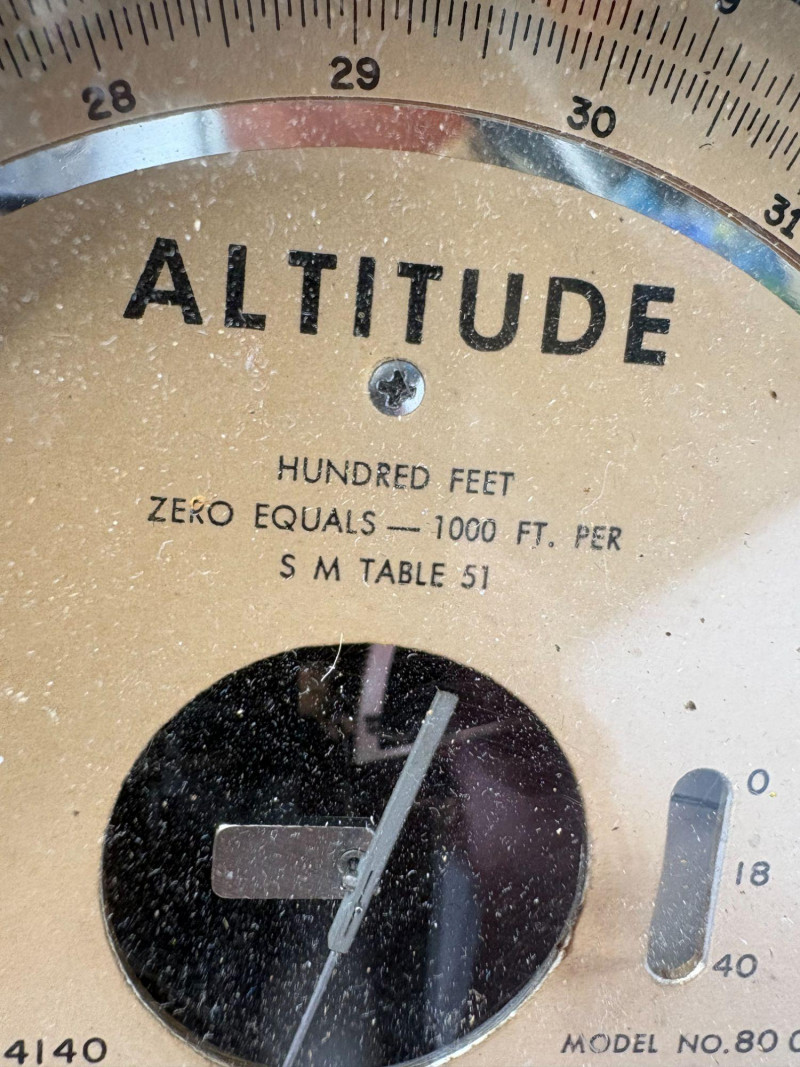 28 29 30 31
ALTITUDE
HUNDRED FEET
ZERO EQUALS — 1000 FT. PER
S M TABLE 51
0
18
40
4140
MODEL NO. 80